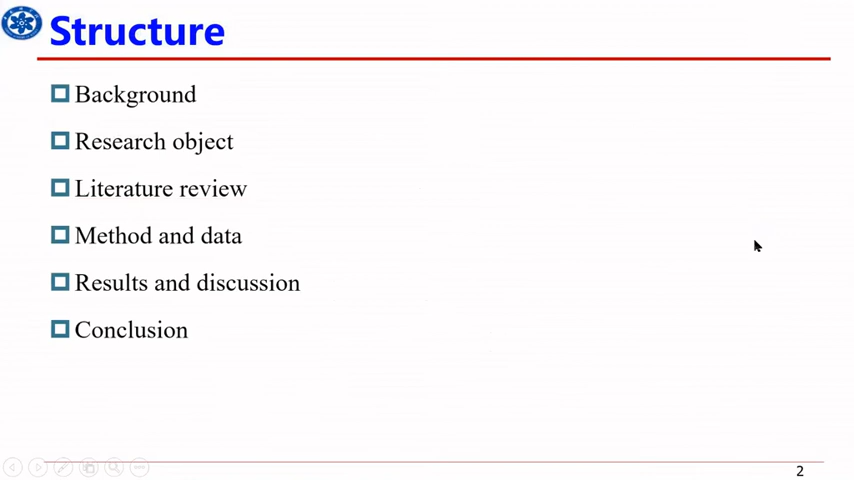 Structure
Background
Research object
Literature review
Method and data
Results and discussion
Conclusion
2